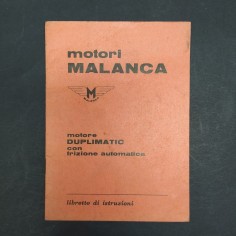 motori
MALANCA
M
motore
DUPLIMATIC
con
frizione automatica
libretto di istruzioni